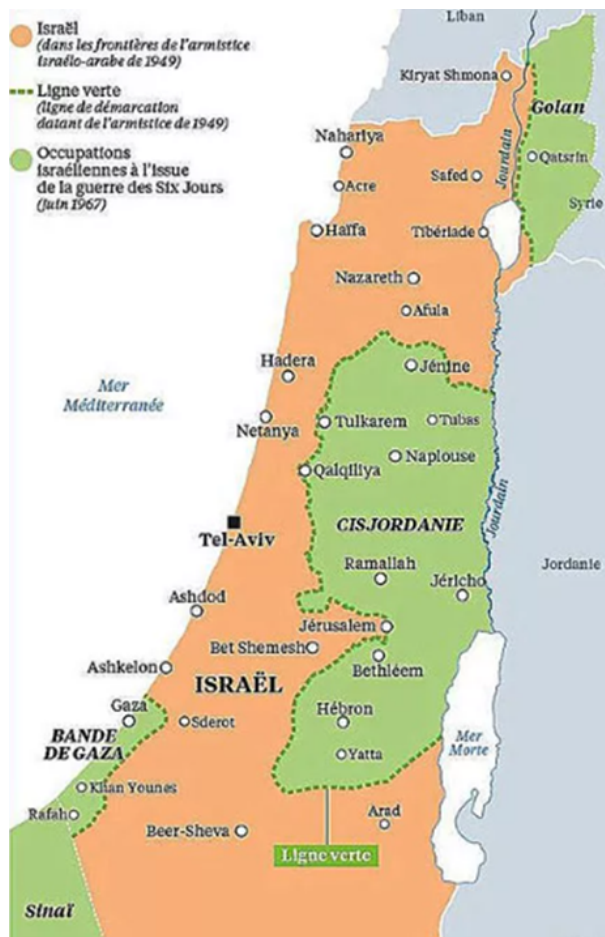 Israël
(dans les frontières de l'armistice
israélo-arabe de 1949)
Ligne verte
(ligne de démarcation
datant de l'armistice de 1949)
Occupations
israéliennes à l'issue
de la guerre des Six Jours
(juin 1967)
Liban
Kiryat Shmona
Golan
Nahariya
Jourdain
Qatsrin
Acre
Safed
Syrie
Haïfa
Tibériade
Nazareth
Afula
Hadera
Jénine
Mer
Méditerranée
Netanya
Tulkarem
Tubas
Naplouse
Qalqiliya
Jourdain
CISJORDANIE
Tel-Aviv
Ramallah
Jordanie
Jéricho
Ashdod
Jérusalem
Bet Shemesh
Ashkelon
Bethléem
ISRAËL
Gaza
Sderot
Hébron
BANDE
DE GAZA
Mer
Morte
Yatta
Khan Younes
Rafah
Arad
Beer-Sheva
Ligne verte
Sinaï